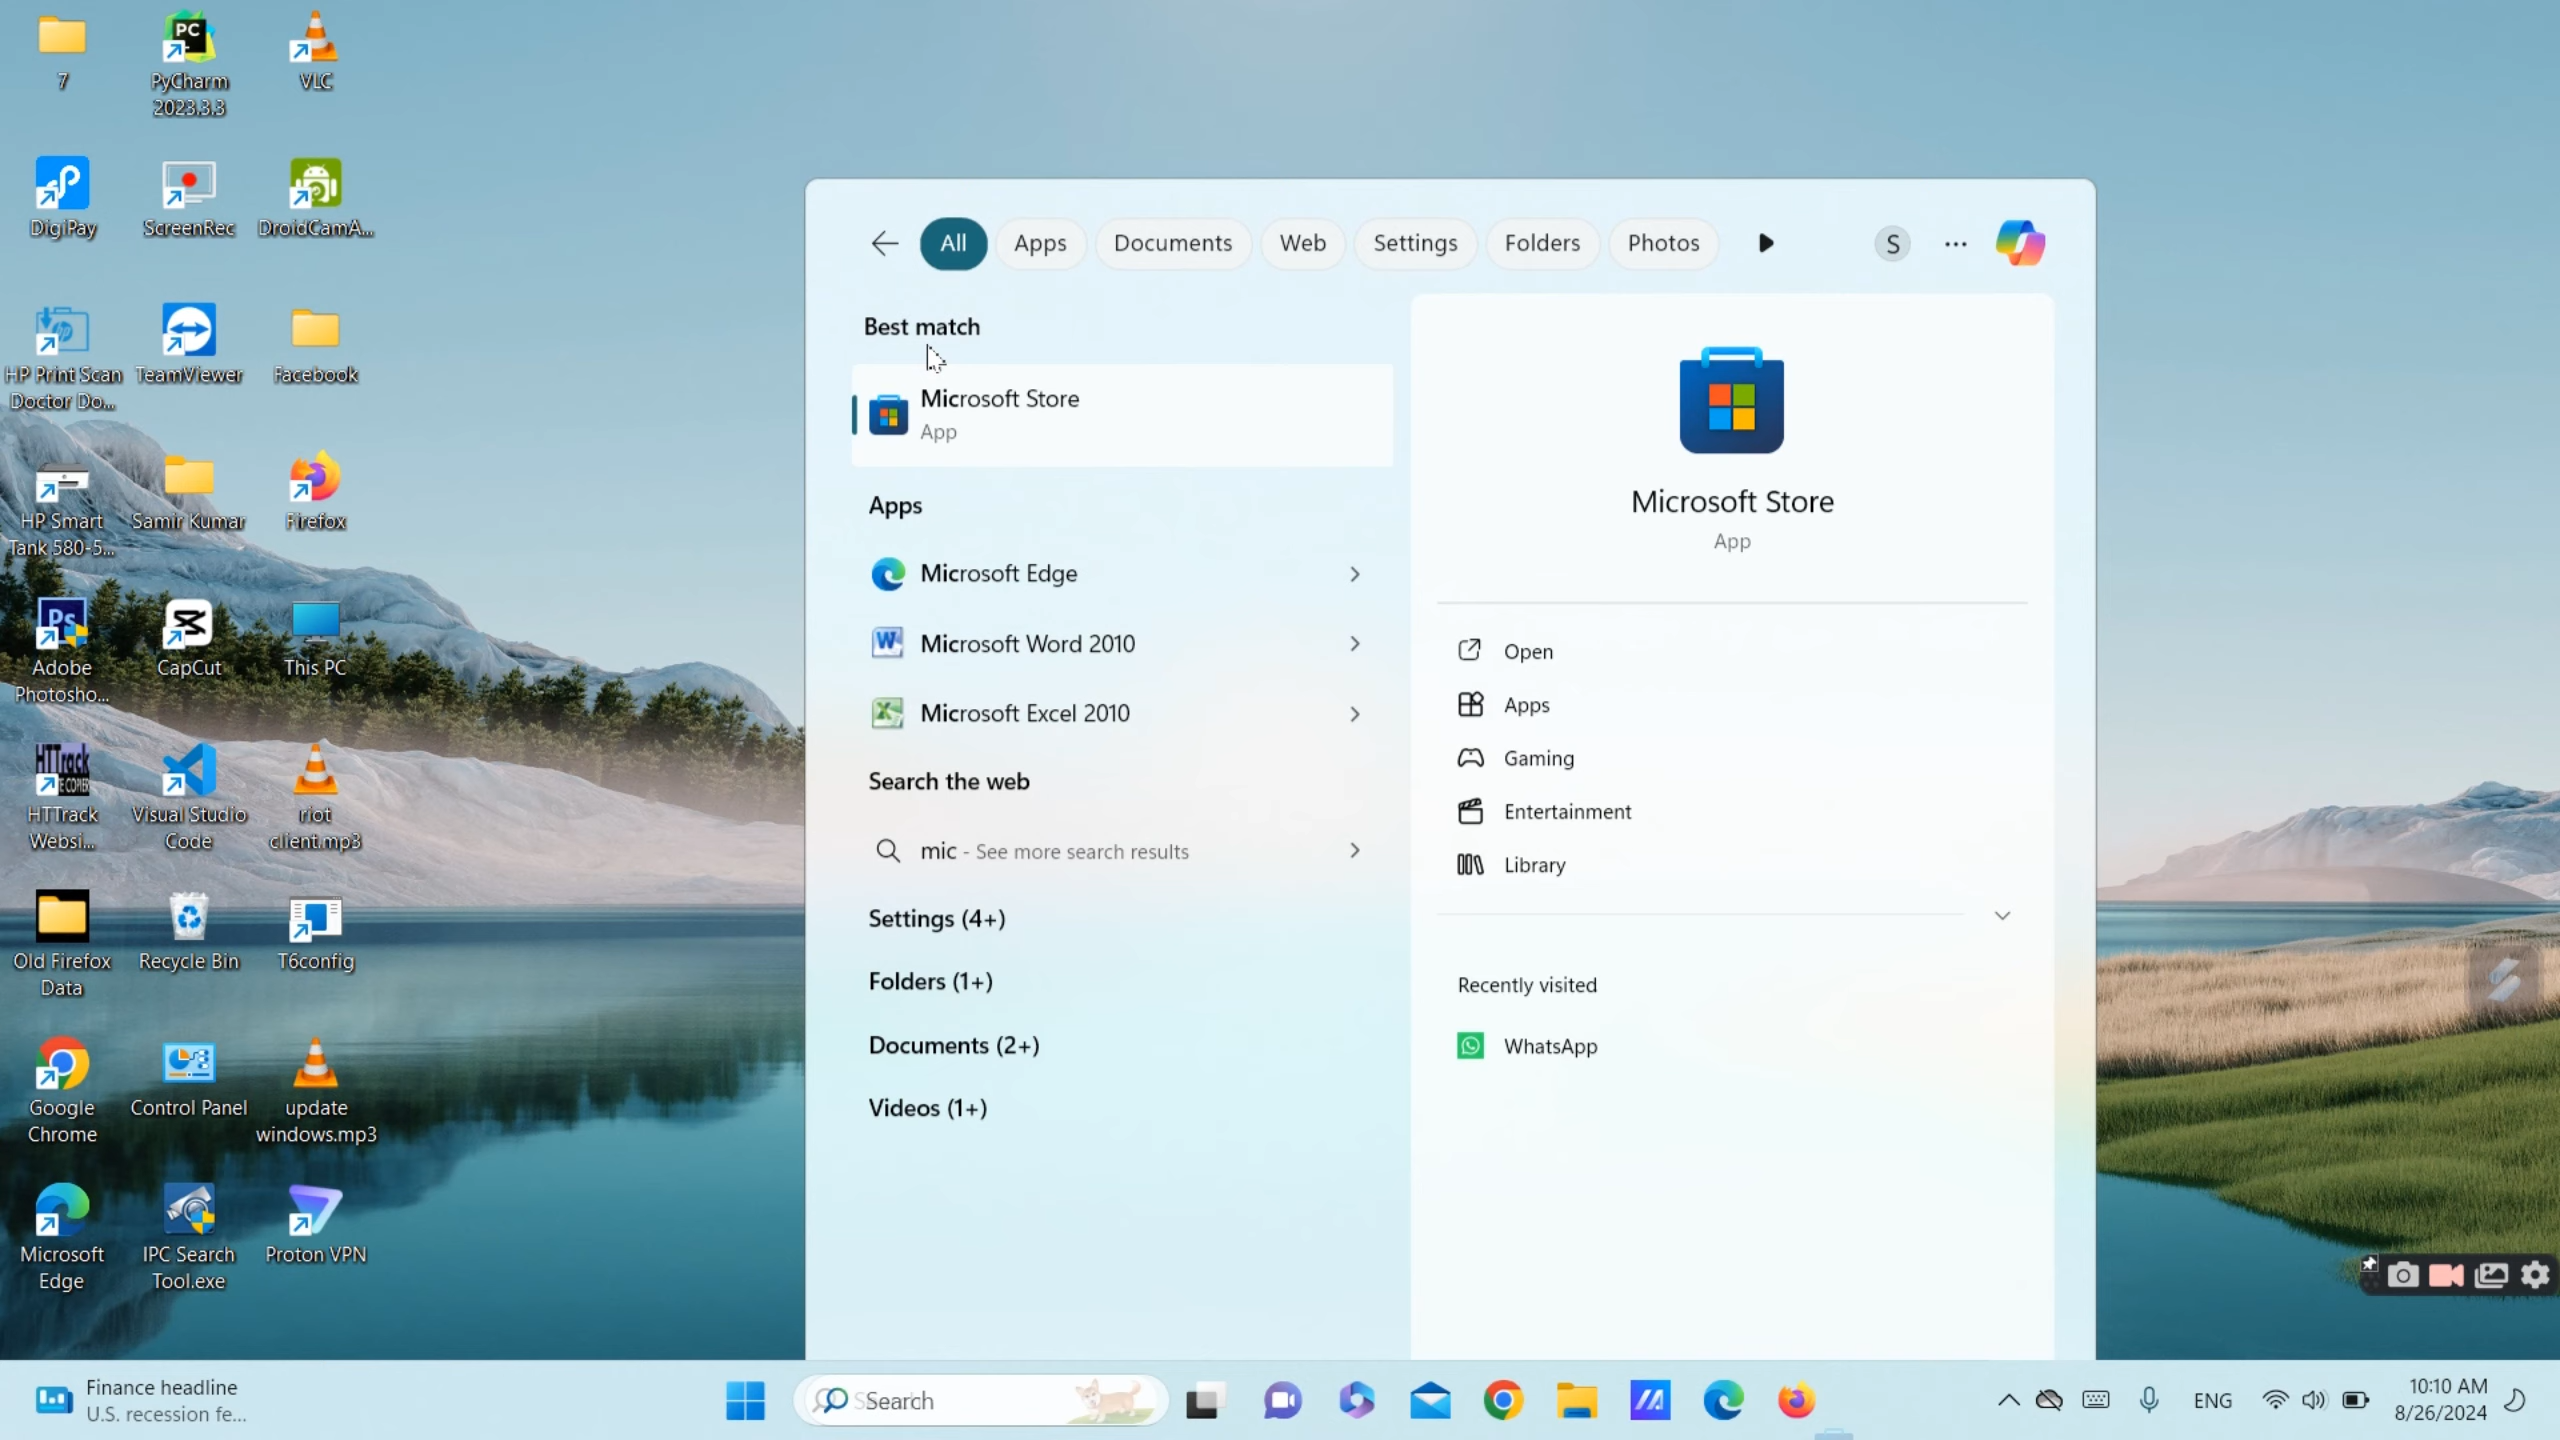 7
PyCharm
2023.3.3
VLC
DigiPay
ScreenRec
DroidCamA...
HP Print Scan
Doctor Do...
TeamViewer
Facebook
HP Smart
Tank 580-5...
Samir Kumar
Firefox
Adobe
Photosho...
CapCut
This PC
HTTrack
Websi...
Visual Studio
Code
riot
client.mp3
Old Firefox
Data
Recycle Bin
T6config
Google
Chrome
Control Panel
update
windows.mp3
Microsoft
Edge
IPC Search
Tool.exe
Proton VPN
All
Apps
Documents
Web
Settings
Folders
Photos
S
Best match
Microsoft Store
App
Apps
Microsoft Edge
Microsoft Word 2010
Microsoft Excel 2010
Search the web
mic - See more search results
Settings (4+)
Folders (1+)
Documents (2+)
Videos (1+)
Microsoft Store
App
Open
Apps
Gaming
Entertainment
Library
Recently visited
WhatsApp
Finance headline
U.S. recession fe...
Search
ENG
10:10 AM
8/26/2024